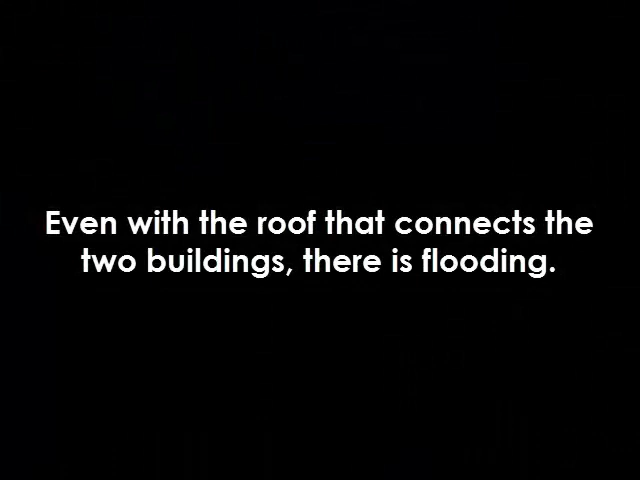 Even with the roof that connects the
two buildings, there is flooding.